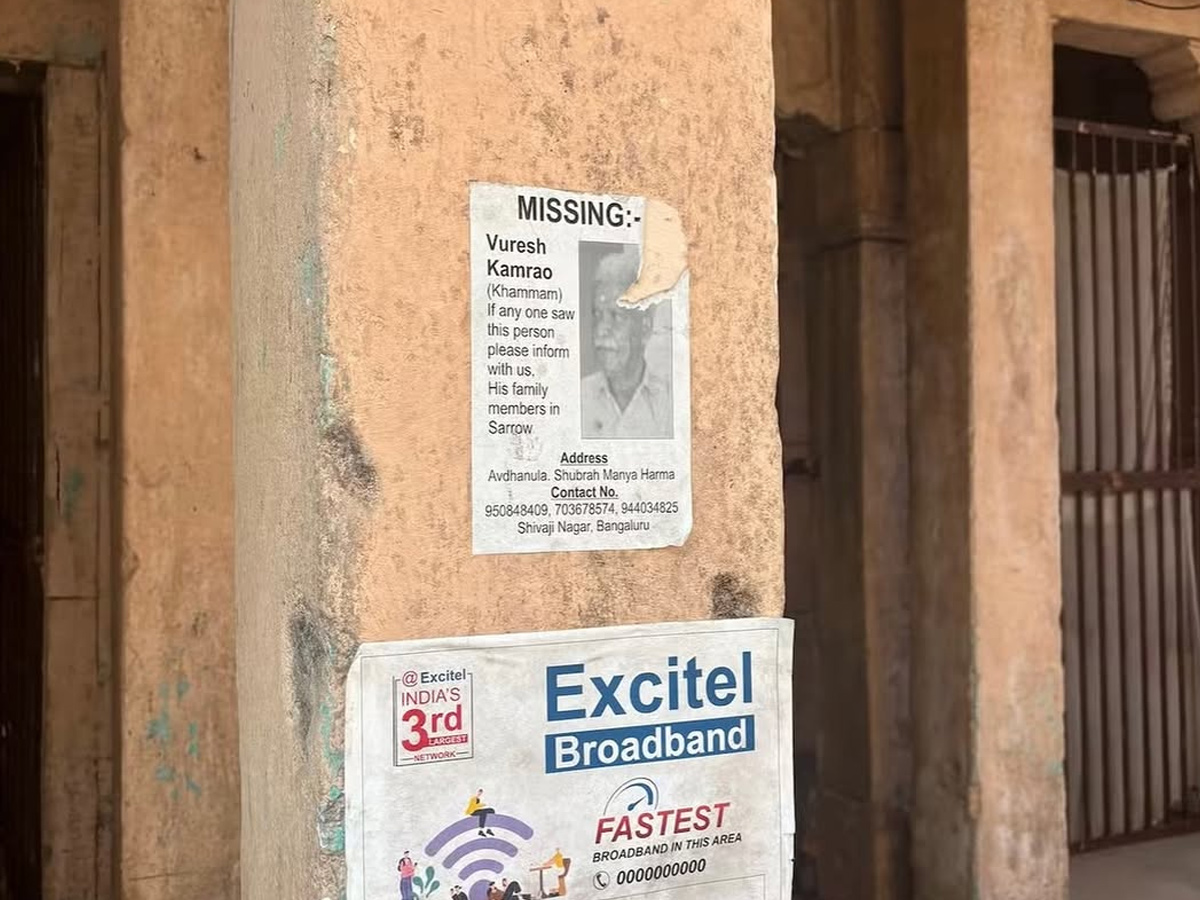 MISSING:-
Vuresh
Kamrao
(Khammam)
If any one saw
this person
please inform
with us,
His family
members in
Sarrow
Address
Avdhanula. Shubrah Manya Harma
Contact No.
950848409, 703678574, 944034825
Shivaji Nagar, Bangaluru
@Excitel
INDIA'S
3rd
LARGEST
NETWORK
Excitel
Broadband
FASTEST
BROADBAND IN THIS AREA
0000000000